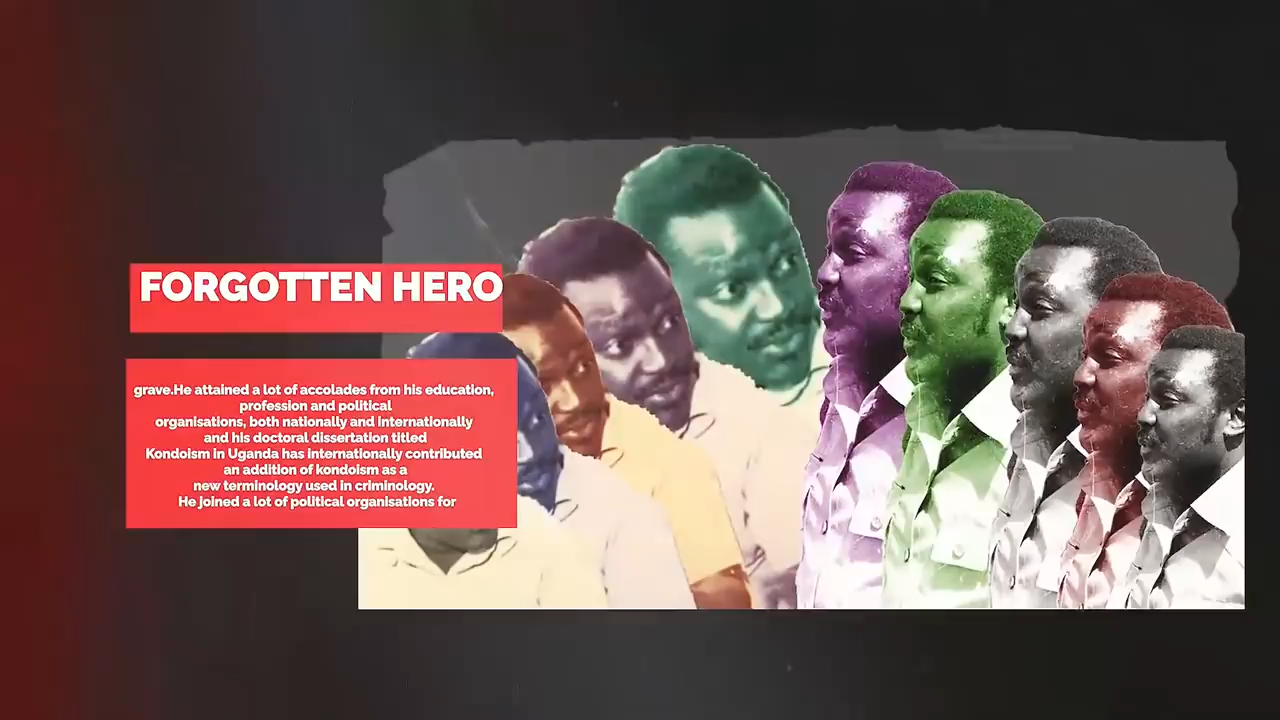 FORGOTTEN HERO
grave.He attained a lot of accolades from his education,
profession and political
organisations, both nationally and internationally
and his doctoral dissertation titled
Kondoism in Uganda has internationally contributed
an addition of kondoism as a
new terminology used in criminology.
He joined a lot of political organisations for